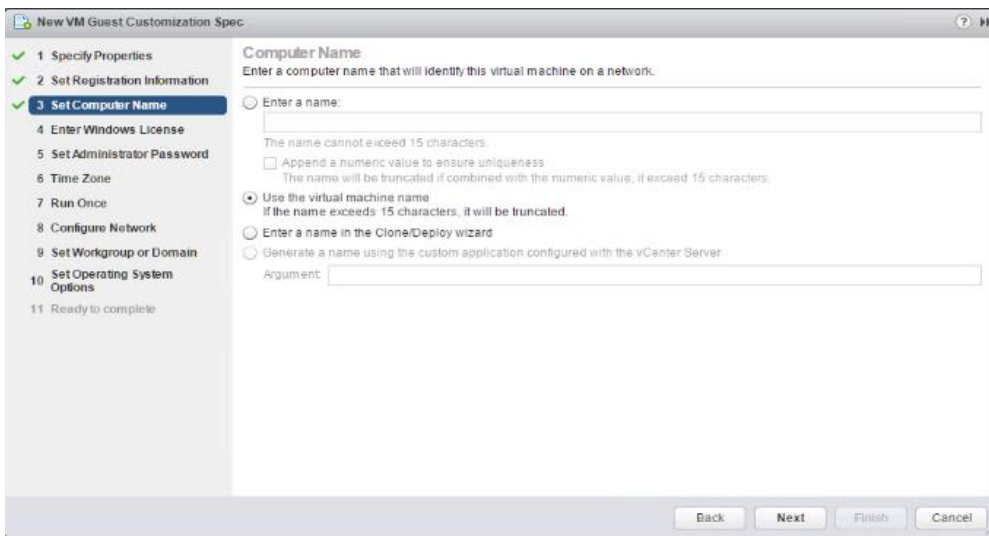 New VM Guest Customization Spec
1 Specify Properties
2 Set Registration Information
3 Set Computer Name
4 Enter Windows License
5 Set Administrator Password
6 Time Zone
7 Run Once
8 Configure Network
9 Set Workgroup or Domain
10 Set Operating System
Options
11 Ready to complete
Computer Name
Enter a computer name that will identify this virtual machine on a network.
Enter a name:
The name cannot exceed 15 characters.
Append a numeric value to ensure uniqueness
The name will be truncated if combined with the numeric value, it exceed 15 characters.
Use the virtual machine name
If the name exceeds 15 characters, it will be truncated.
Enter a name in the Clone/Deploy wizard
Generate a name using the custom application configured with the vCenter Server
Argument:
Back
Next
Finish
Cancel